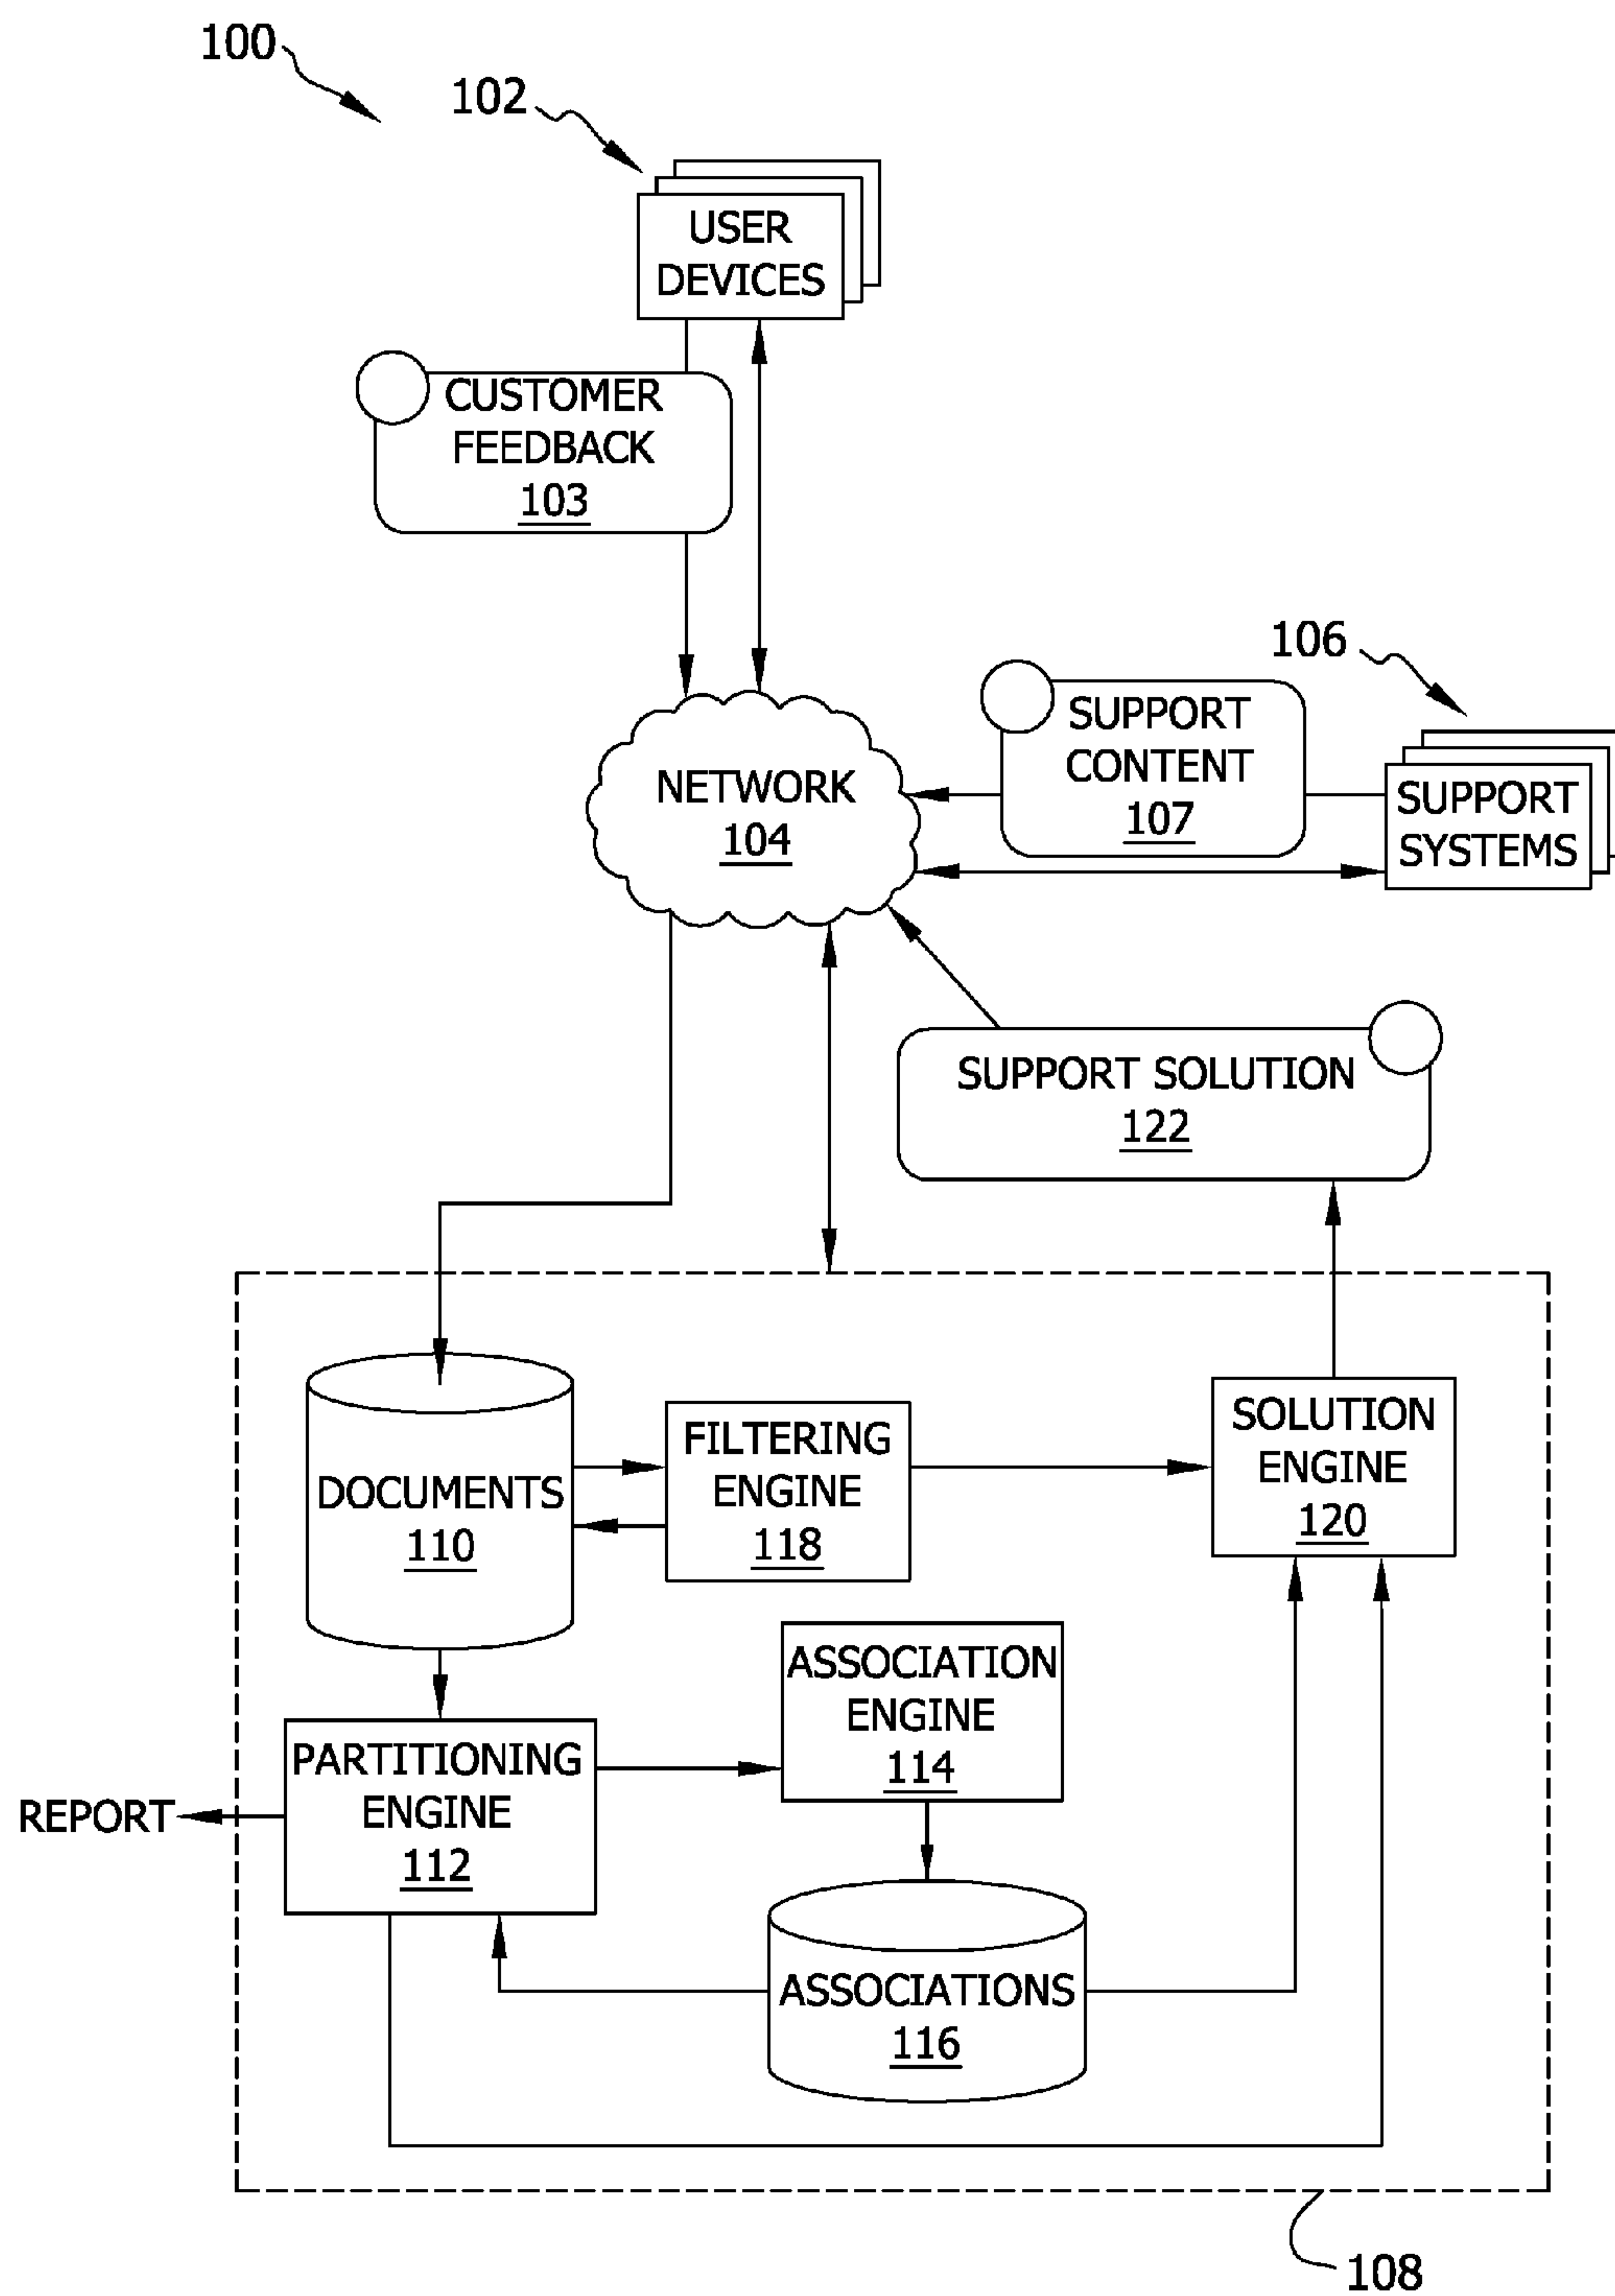 100
102
USER
DEVICES
CUSTOMER
FEEDBACK
103
106
SUPPORT
CONTENT
107
SUPPORT
SYSTEMS
NETWORK
104
SUPPORT SOLUTION
122
DOCUMENTS
110
FILTERING
ENGINE
118
SOLUTION
ENGINE
120
ASSOCIATION
ENGINE
114
PARTITIONING
ENGINE
112
REPORT
ASSOCIATIONS
116
108